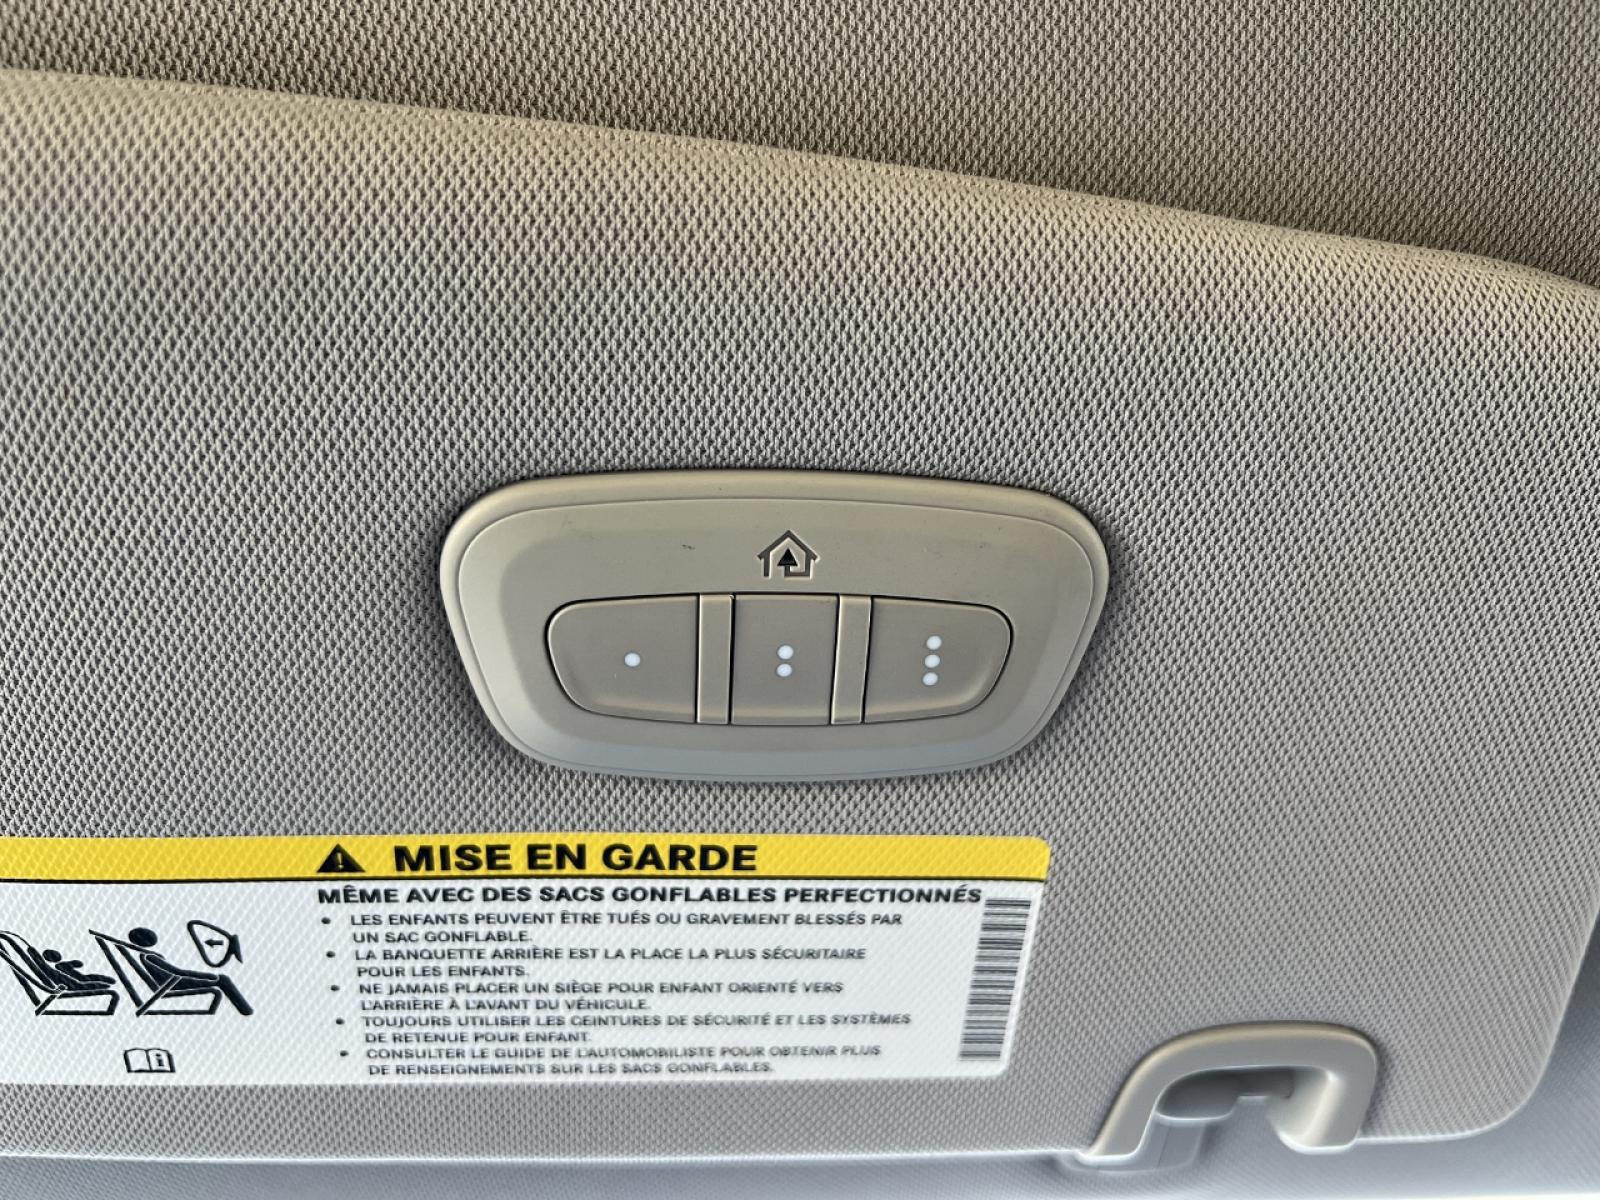 MISE EN GARDE
MÊME AVEC DES SACS GONFLABLES PERFECTIONNÉS
• LES ENFANTS PEUVENT ÊTRE TUÉS OU GRAVEMENT BLESSÉS PAR
UN SAC GONFLABLE.
• LA BANQUETTE ARRIÈRE EST LA PLACE LA PLUS SÉCURITAIRE
POUR LES ENFANTS.
• NE JAMAIS PLACER UN SIÈGE POUR ENFANT ORIENTÉ VERS
L'ARRIÈRE À L'AVANT DU VÉHICULE.
• TOUJOURS UTILISER LES CEINTURES DE SÉCURITÉ ET LES SYSTÈMES
DE RETENUE POUR ENFANT.
• CONSULTER LE GUIDE DE L'AUTOMOBILISTE POUR OBTENIR PLUS
DE RENSEIGNEMENTS SUR LES SACS GONFLABLES.